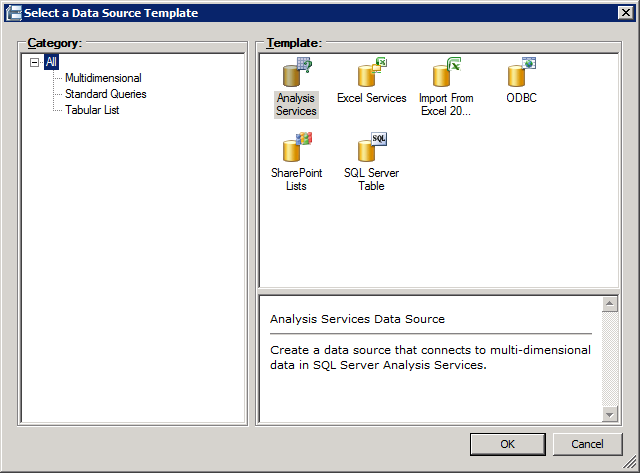 Select a Data Source Template
Category:
All
Multidimensional
Standard Queries
Tabular List
Template:
Analysis
Services
Excel Services
Import From
Excel 20...
ODBC
SharePoint
Lists
SQL
SQL Server
Table
Analysis Services Data Source
Create a data source that connects to multi-dimensional
data in SQL Server Analysis Services.
OK
Cancel